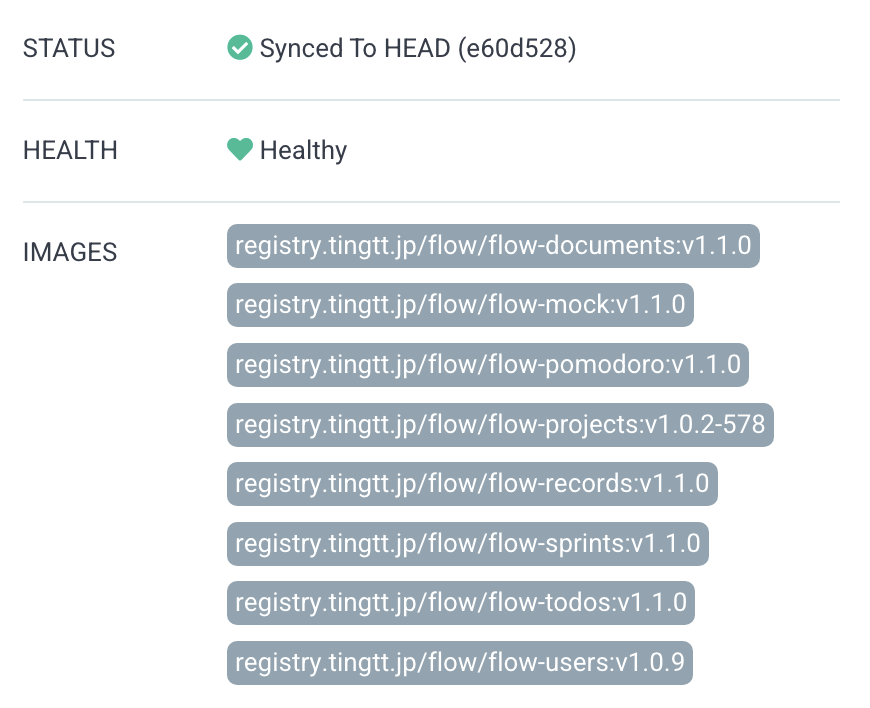 STATUS Synced To HEAD (e60d528)
HEALTH Healthy
IMAGES registry.tingtt.jp/flow/flow-documents:v1.1.0
registry.tingtt.jp/flow/flow-mock:v1.1.0
registry.tingtt.jp/flow/flow-pomodoro:v1.1.0
registry.tingtt.jp/flow/flow-projects:v1.0.2-578
registry.tingtt.jp/flow/flow-records:v1.1.0
registry.tingtt.jp/flow/flow-sprints:v1.1.0
registry.tingtt.jp/flow/flow-todos:v1.1.0
registry.tingtt.jp/flow/flow-users:v1.0.9